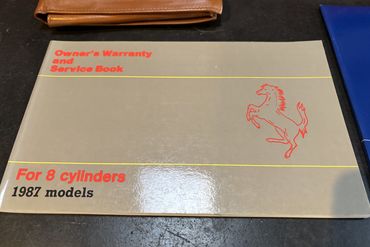 Owner's Warranty
and
Service Book
For 8 cylinders
1987 models